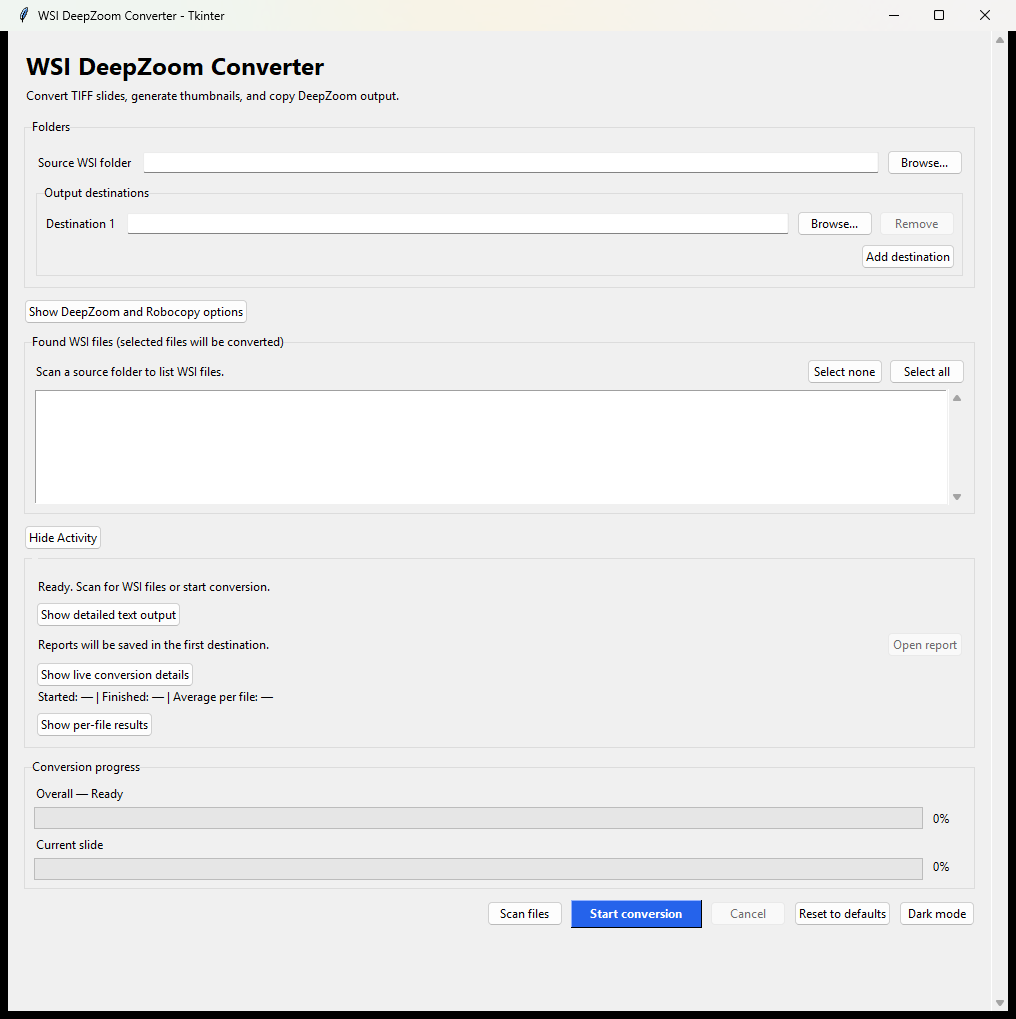 WSI DeepZoom Converter - Tkinter
WSI DeepZoom Converter
Convert TIFF slides, generate thumbnails, and copy DeepZoom output.
Folders
Source WSI folder Browse...
Output destinations
Destination 1 Browse... Remove
Add destination
Show DeepZoom and Robocopy options
Found WSI files (selected files will be converted)
Scan a source folder to list WSI files. Select none Select all
Hide Activity
Ready. Scan for WSI files or start conversion.
Show detailed text output
Reports will be saved in the first destination. Open report
Show live conversion details
Started: — | Finished: — | Average per file: —
Show per-file results
Conversion progress
Overall — Ready
0%
Current slide
0%
Scan files Start conversion Cancel Reset to defaults Dark mode